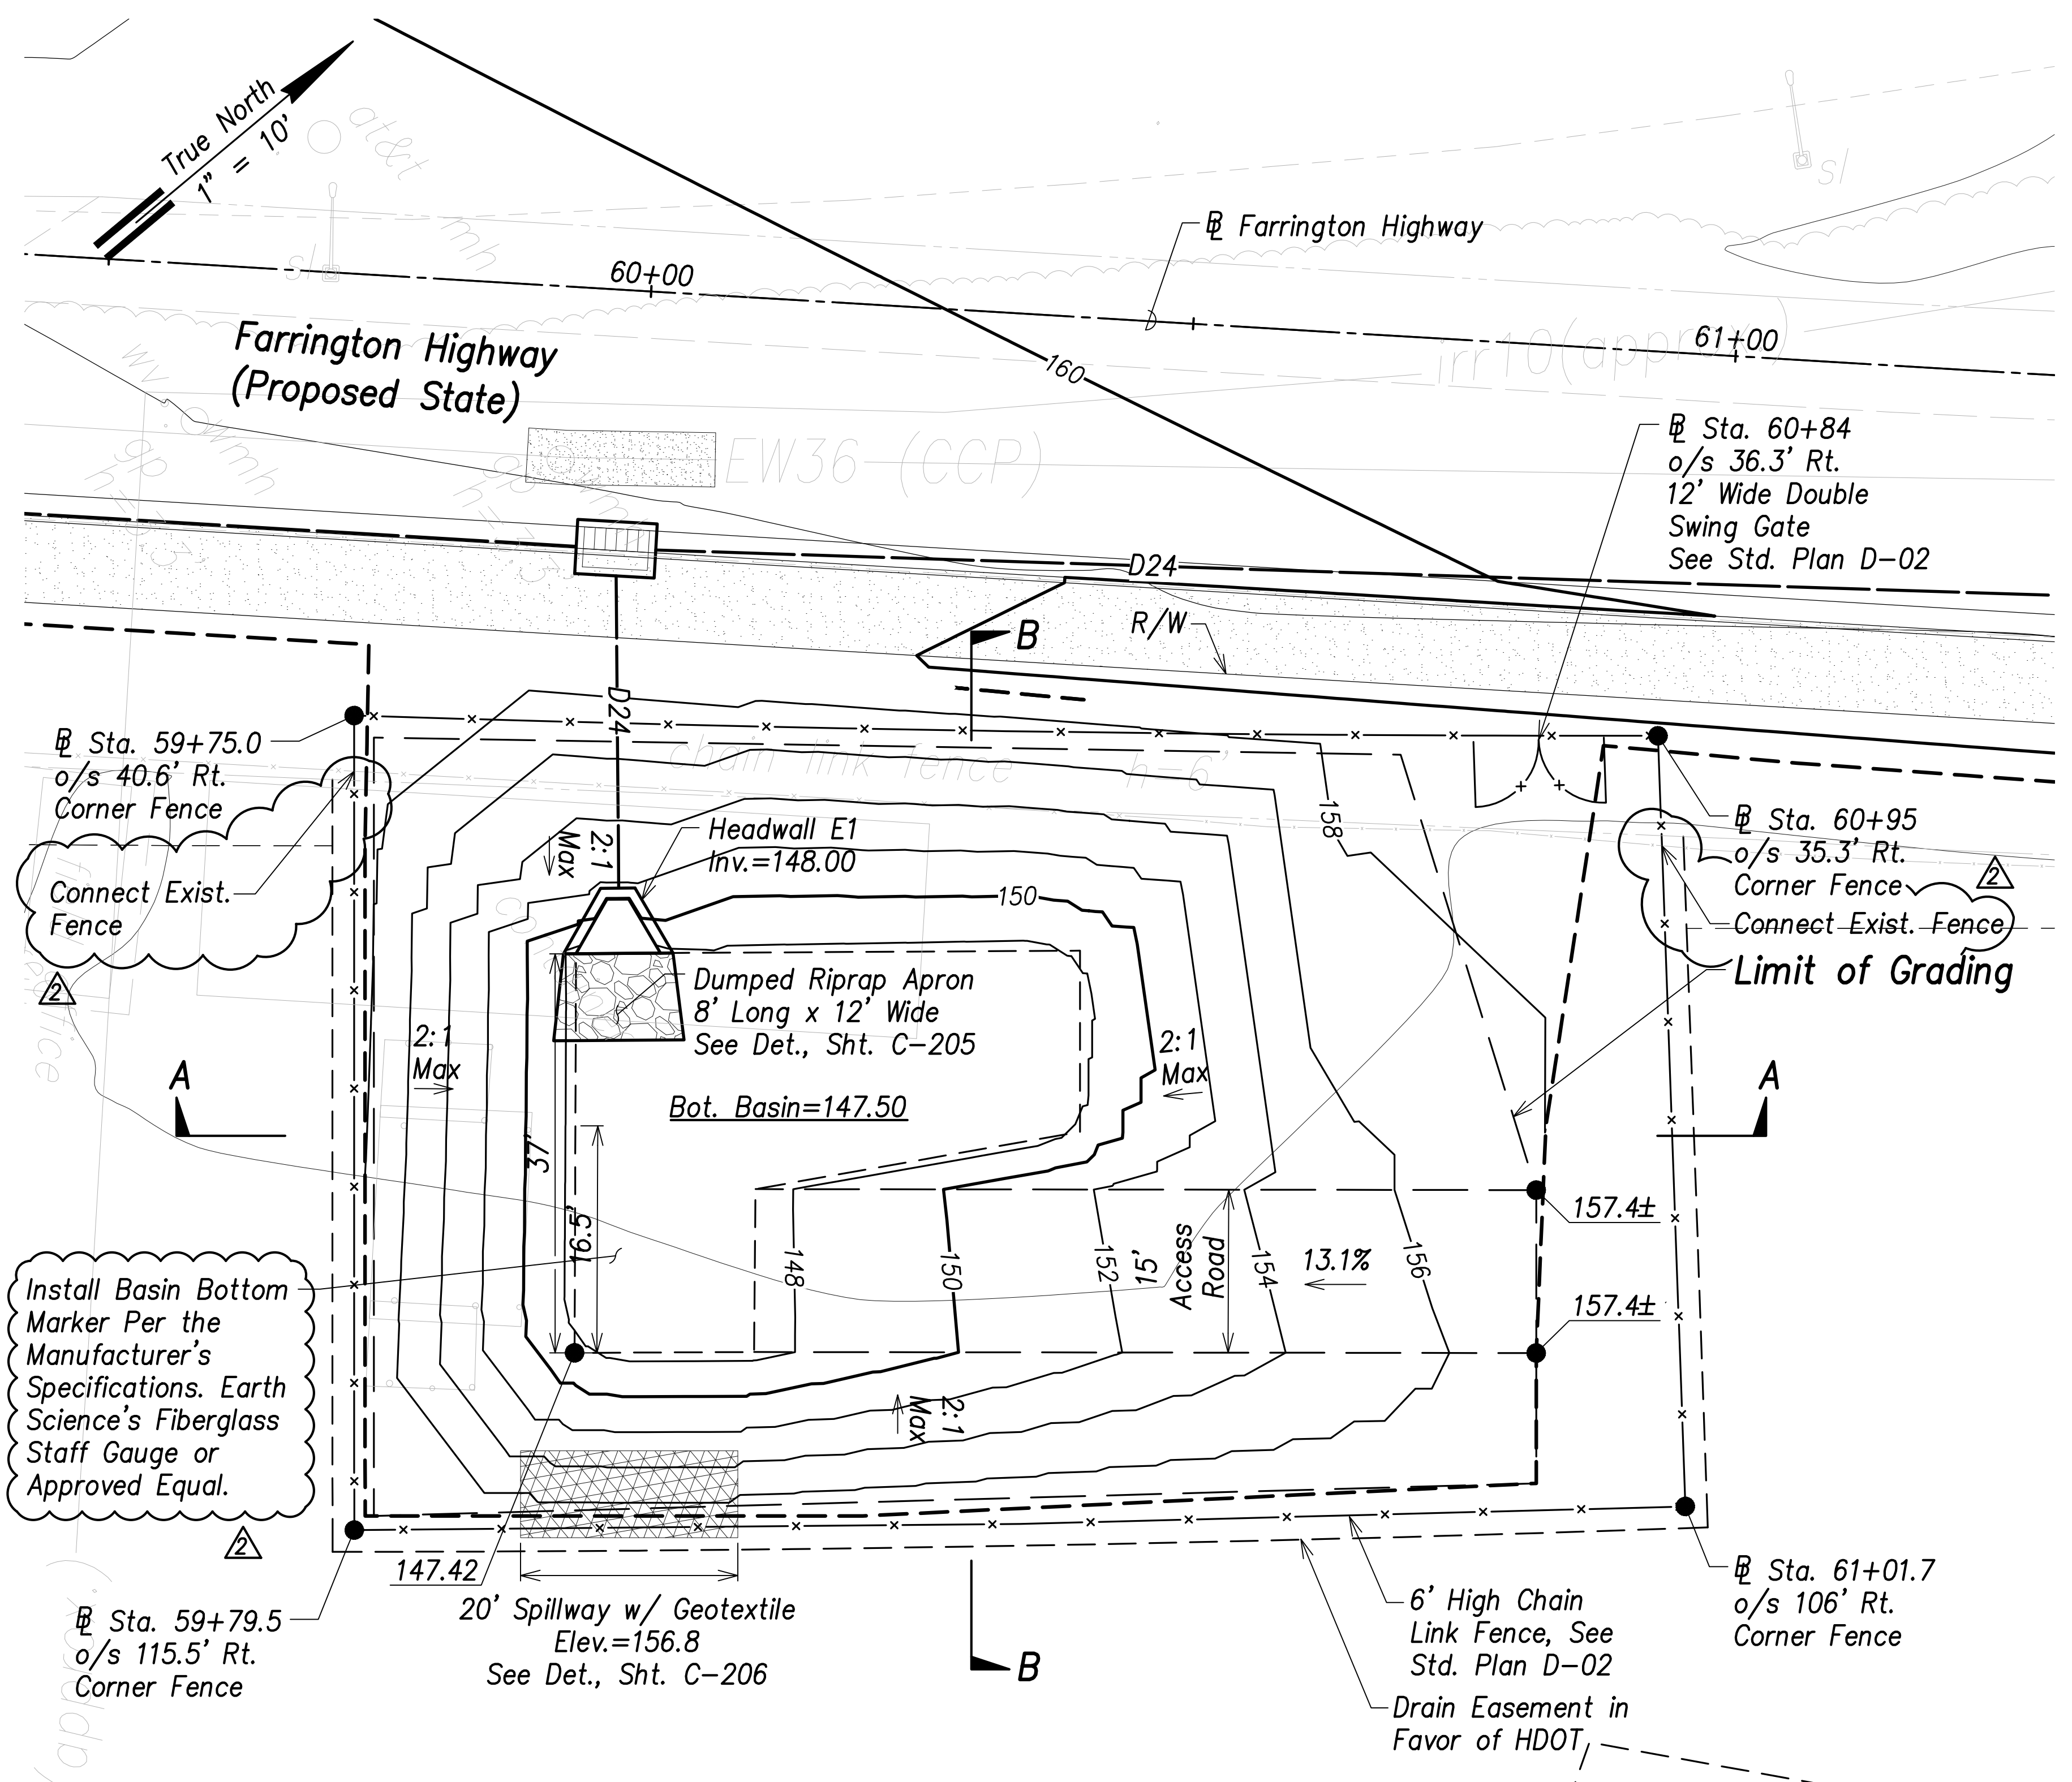 True North
1" = 10'
60+00
61+00
℄ Farrington Highway
Farrington Highway
(Proposed State)
160
irr10(approx)
EW36 (CCP)
sl
sl
mh
℄ Sta. 60+84
o/s 36.3' Rt.
12' Wide Double
Swing Gate
See Std. Plan D-02
D24
R/W
B
D24
℄ Sta. 59+75.0
o/s 40.6' Rt.
Corner Fence
Connect Exist.
Fence
2
chain link fence h-6'
158
2:1
Max
Headwall E1
Inv.=148.00
150
℄ Sta. 60+95
o/s 35.3' Rt.
Corner Fence
2
Connect Exist. Fence
Limit of Grading
Dumped Riprap Apron
8' Long x 12' Wide
See Det., Sht. C-205
2:1
Max
2:1
Max
A
A
Bot. Basin=147.50
37'
16.5'
157.4±
157.4±
148
150
152
15'
Access
Road
154
13.1%
156
Install Basin Bottom
Marker Per the
Manufacturer's
Specifications. Earth
Science's Fiberglass
Staff Gauge or
Approved Equal.
2
2:1
Max
147.42
20' Spillway w/ Geotextile
Elev.=156.8
See Det., Sht. C-206
℄ Sta. 59+79.5
o/s 115.5' Rt.
Corner Fence
B
6' High Chain
Link Fence, See
Std. Plan D-02
℄ Sta. 61+01.7
o/s 106' Rt.
Corner Fence
Drain Easement in
Favor of HDOT